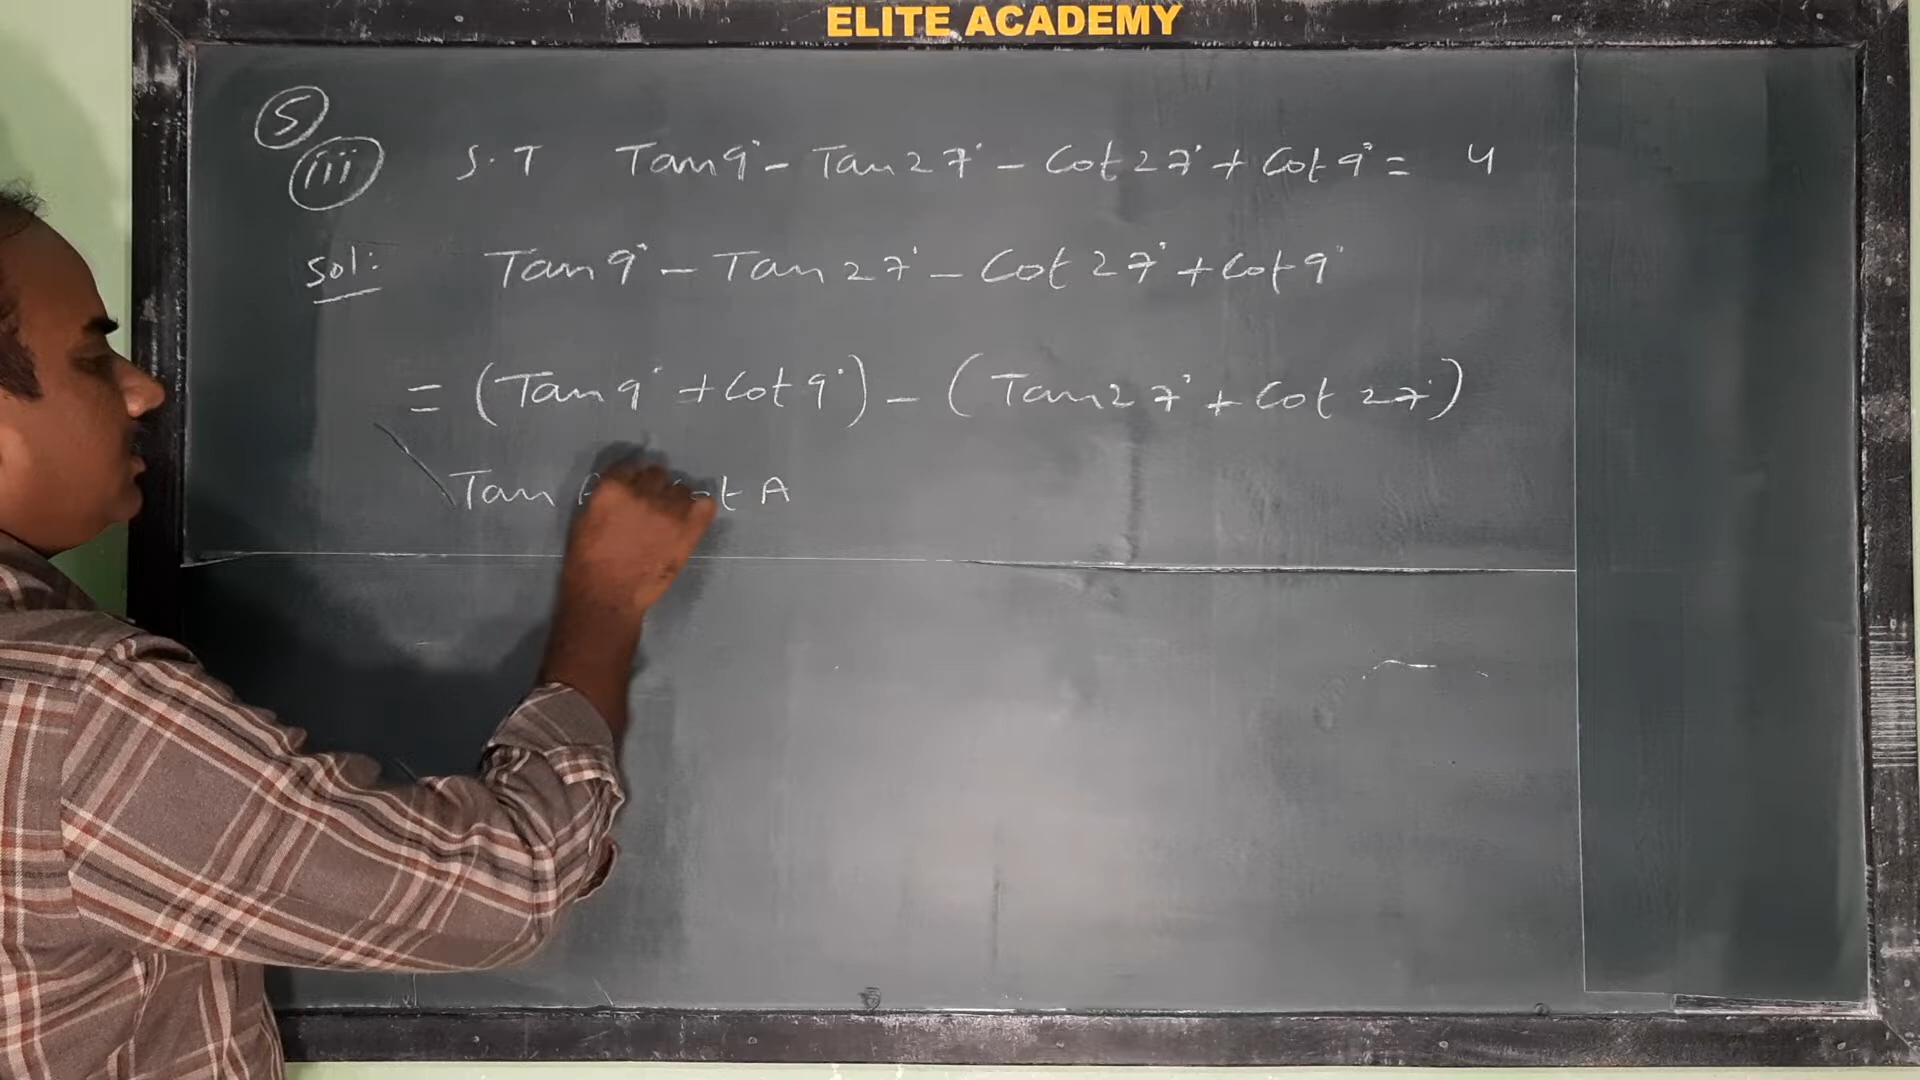 ELITE ACADEMY
5
iii S.T Tan9° - Tan27° - Cot27° + Cot9° = 4
Sol: Tan9° - Tan27° - Cot27° + Cot9°
= (Tan9° + Cot9°) - (Tan27° + Cot27°)
Tan A